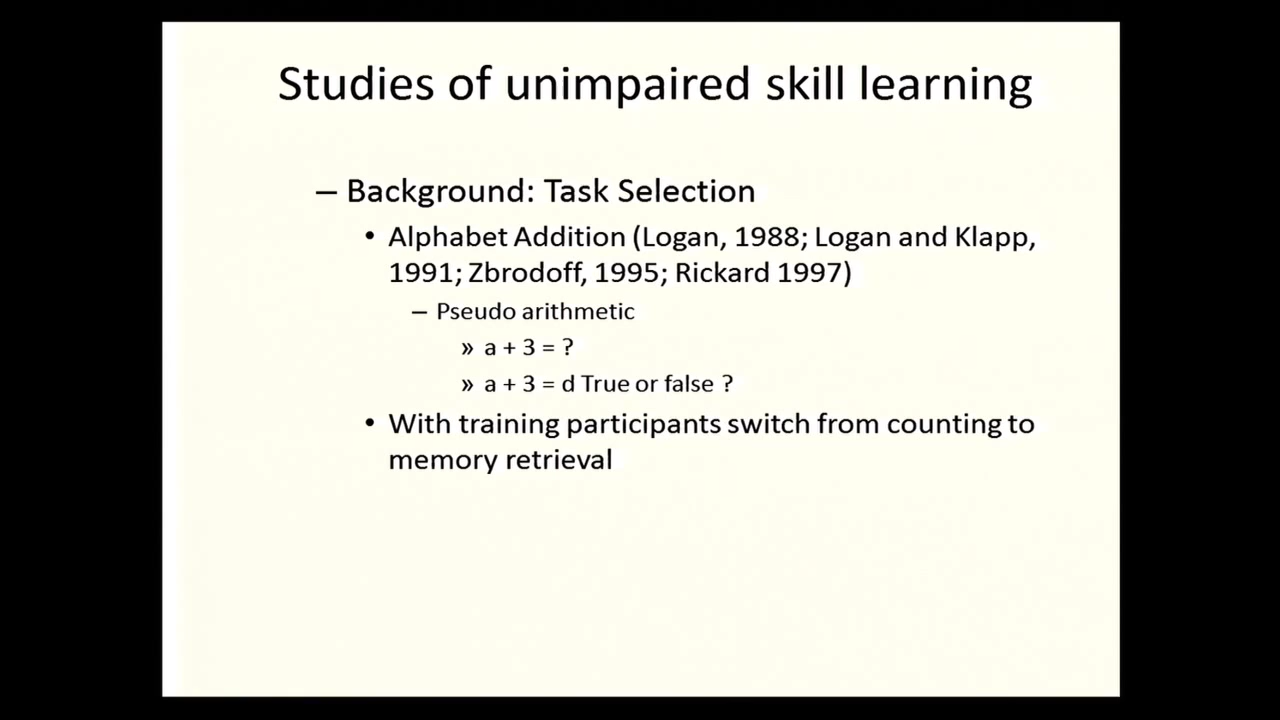 Studies of unimpaired skill learning
– Background: Task Selection
• Alphabet Addition (Logan, 1988; Logan and Klapp,
1991; Zbrodoff, 1995; Rickard 1997)
– Pseudo arithmetic
» a + 3 = ?
» a + 3 = d True or false ?
• With training participants switch from counting to
memory retrieval